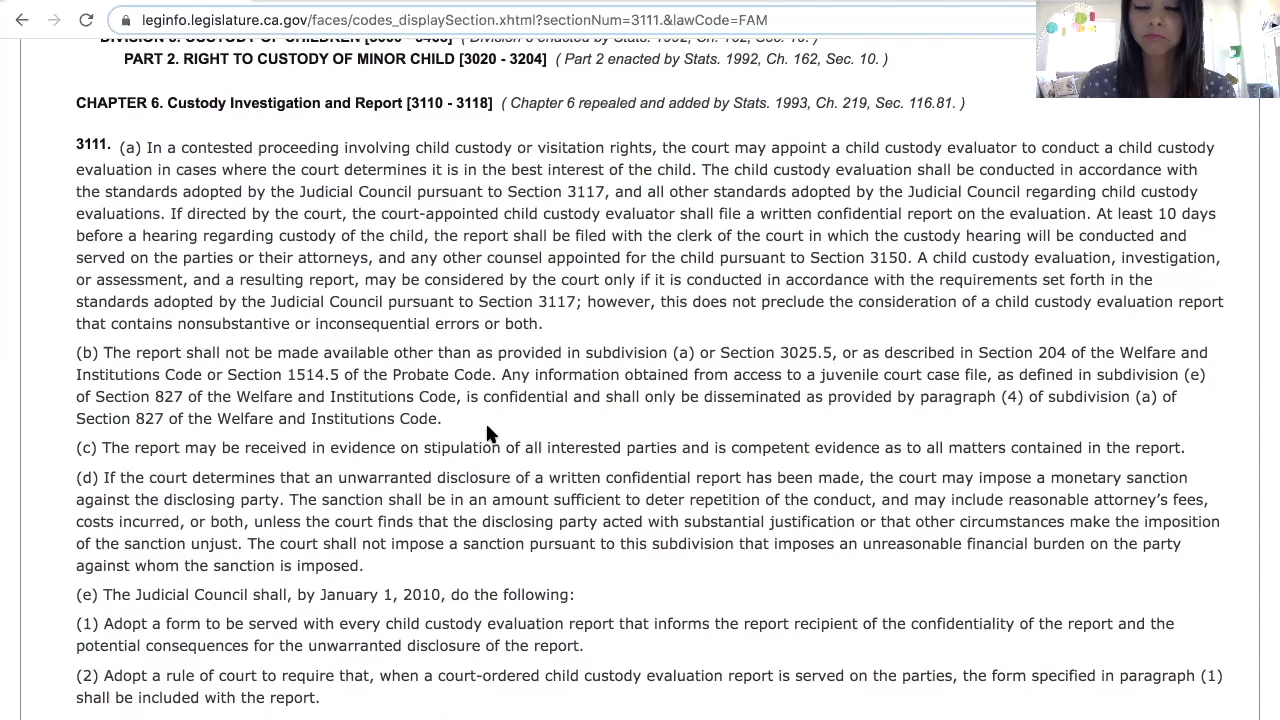 leginfo.legislature.ca.gov/faces/codes_displaySection.xhtml?sectionNum=3111.&lawCode=FAM
DIVISION 8. CUSTODY OF CHILDREN [3000 - 3465] ( Division 8 enacted by Stats. 1992, Ch. 162, Sec. 10. )
PART 2. RIGHT TO CUSTODY OF MINOR CHILD [3020 - 3204] ( Part 2 enacted by Stats. 1992, Ch. 162, Sec. 10. )
CHAPTER 6. Custody Investigation and Report [3110 - 3118] ( Chapter 6 repealed and added by Stats. 1993, Ch. 219, Sec. 116.81. )
3111. (a) In a contested proceeding involving child custody or visitation rights, the court may appoint a child custody evaluator to conduct a child custody
evaluation in cases where the court determines it is in the best interest of the child. The child custody evaluation shall be conducted in accordance with
the standards adopted by the Judicial Council pursuant to Section 3117, and all other standards adopted by the Judicial Council regarding child custody
evaluations. If directed by the court, the court-appointed child custody evaluator shall file a written confidential report on the evaluation. At least 10 days
before a hearing regarding custody of the child, the report shall be filed with the clerk of the court in which the custody hearing will be conducted and
served on the parties or their attorneys, and any other counsel appointed for the child pursuant to Section 3150. A child custody evaluation, investigation,
or assessment, and a resulting report, may be considered by the court only if it is conducted in accordance with the requirements set forth in the
standards adopted by the Judicial Council pursuant to Section 3117; however, this does not preclude the consideration of a child custody evaluation report
that contains nonsubstantive or inconsequential errors or both.
(b) The report shall not be made available other than as provided in subdivision (a) or Section 3025.5, or as described in Section 204 of the Welfare and
Institutions Code or Section 1514.5 of the Probate Code. Any information obtained from access to a juvenile court case file, as defined in subdivision (e)
of Section 827 of the Welfare and Institutions Code, is confidential and shall only be disseminated as provided by paragraph (4) of subdivision (a) of
Section 827 of the Welfare and Institutions Code.
(c) The report may be received in evidence on stipulation of all interested parties and is competent evidence as to all matters contained in the report.
(d) If the court determines that an unwarranted disclosure of a written confidential report has been made, the court may impose a monetary sanction
against the disclosing party. The sanction shall be in an amount sufficient to deter repetition of the conduct, and may include reasonable attorney's fees,
costs incurred, or both, unless the court finds that the disclosing party acted with substantial justification or that other circumstances make the imposition
of the sanction unjust. The court shall not impose a sanction pursuant to this subdivision that imposes an unreasonable financial burden on the party
against whom the sanction is imposed.
(e) The Judicial Council shall, by January 1, 2010, do the following:
(1) Adopt a form to be served with every child custody evaluation report that informs the report recipient of the confidentiality of the report and the
potential consequences for the unwarranted disclosure of the report.
(2) Adopt a rule of court to require that, when a court-ordered child custody evaluation report is served on the parties, the form specified in paragraph (1)
shall be included with the report.